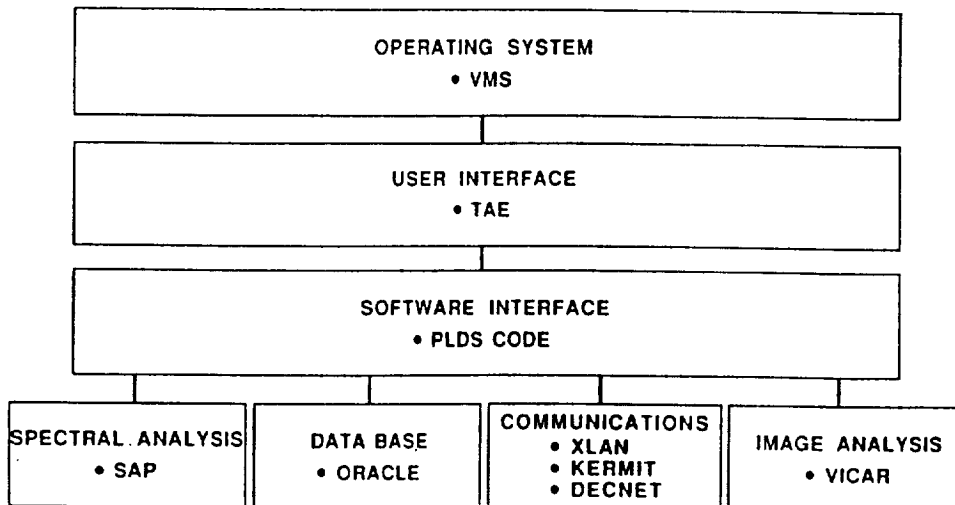 OPERATING SYSTEM
• VMS
USER INTERFACE
• TAE
SOFTWARE INTERFACE
• PLDS CODE
SPECTRAL ANALYSIS
• SAP
DATA BASE
• ORACLE
COMMUNICATIONS
• XLAN
• KERMIT
• DECNET
IMAGE ANALYSIS
• VICAR